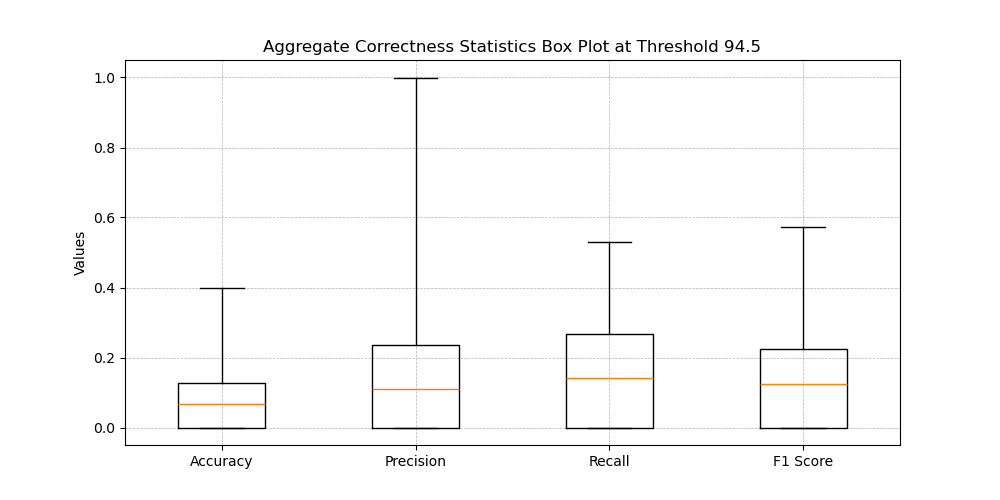 Aggregate Correctness Statistics Box Plot at Threshold 94.5
Values
1.0
0.8
0.6
0.4
0.2
0.0
Accuracy
Precision
Recall
F1 Score